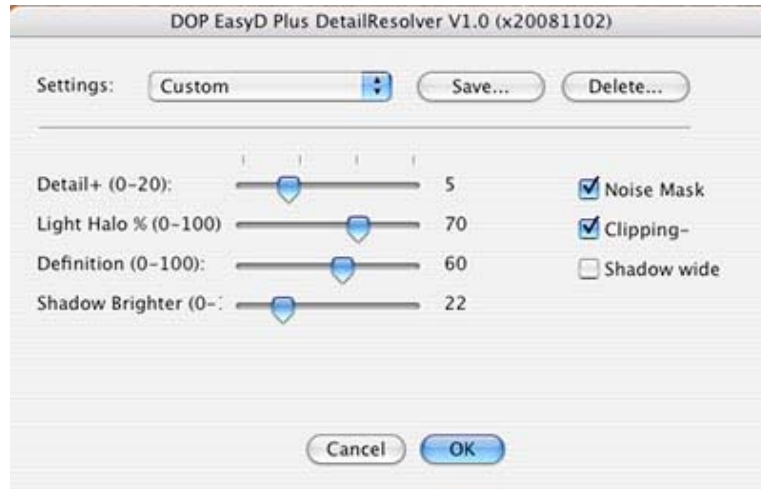 DOP EasyD Plus DetailResolver V1.0 (x20081102)
Settings: Custom Save... Delete...
Detail+ (0-20): 5 Noise Mask
Light Halo % (0-100) 70 Clipping-
Definition (0-100): 60 Shadow wide
Shadow Brighter (0-: 22
Cancel OK